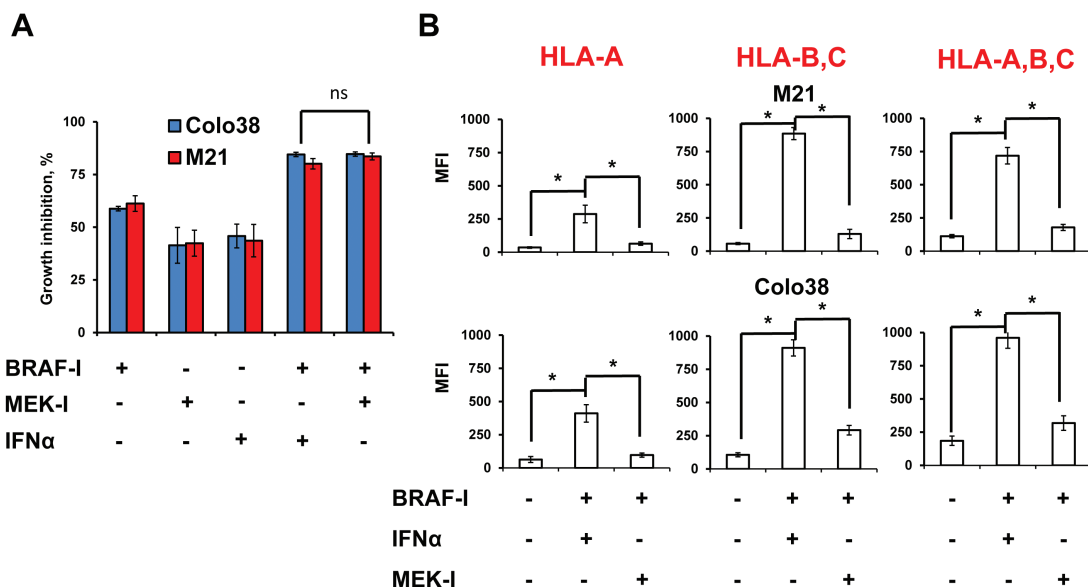 A
ns
Colo38
M21
Growth inhibition, %
100
75
50
25
0
BRAF-I + - - + +
MEK-I - + - - +
IFNα - - + + -
B
HLA-A HLA-B,C HLA-A,B,C
M21
MFI
1000
750
500
250
0
* *
1000
750
500
250
0
* *
1000
750
500
250
0
* *
Colo38
MFI
1000
750
500
250
0
* *
1000
750
500
250
0
* *
1000
750
500
250
0
* *
BRAF-I - + + - + + - + +
IFNα - + - - + - - + -
MEK-I - - + - - + - - +